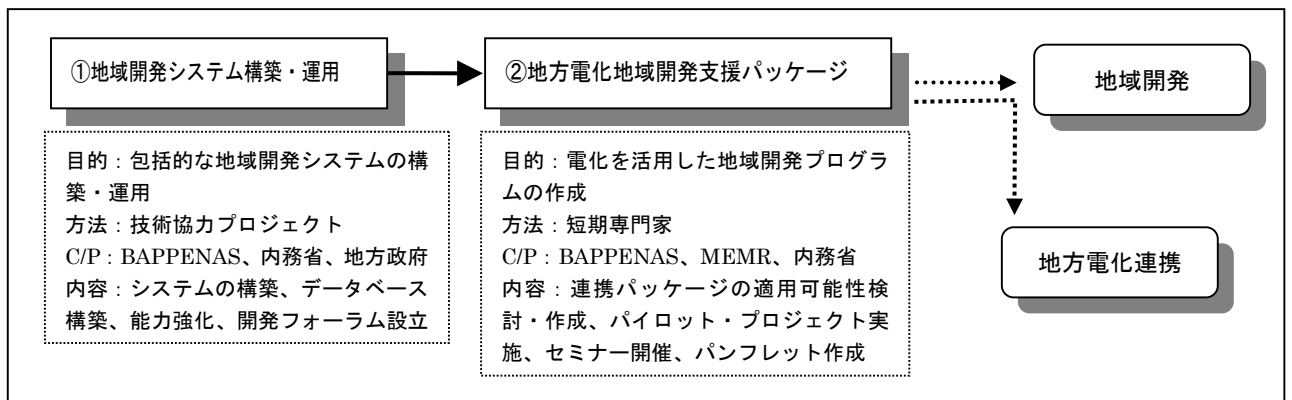 ①地域開発システム構築・運用
目的：包括的な地域開発システムの構
築・運用
方法：技術協力プロジェクト
C/P：BAPPENAS、内務省、地方政府
内容：システムの構築、データベース
構築、能力強化、開発フォーラム設立
②地方電化地域開発支援パッケージ
目的：電化を活用した地域開発プログラ
ムの作成
方法：短期専門家
C/P：BAPPENAS、MEMR、内務省
内容：連携パッケージの適用可能性検
討・作成、パイロット・プロジェクト実
施、セミナー開催、パンフレット作成
地域開発
地方電化連携